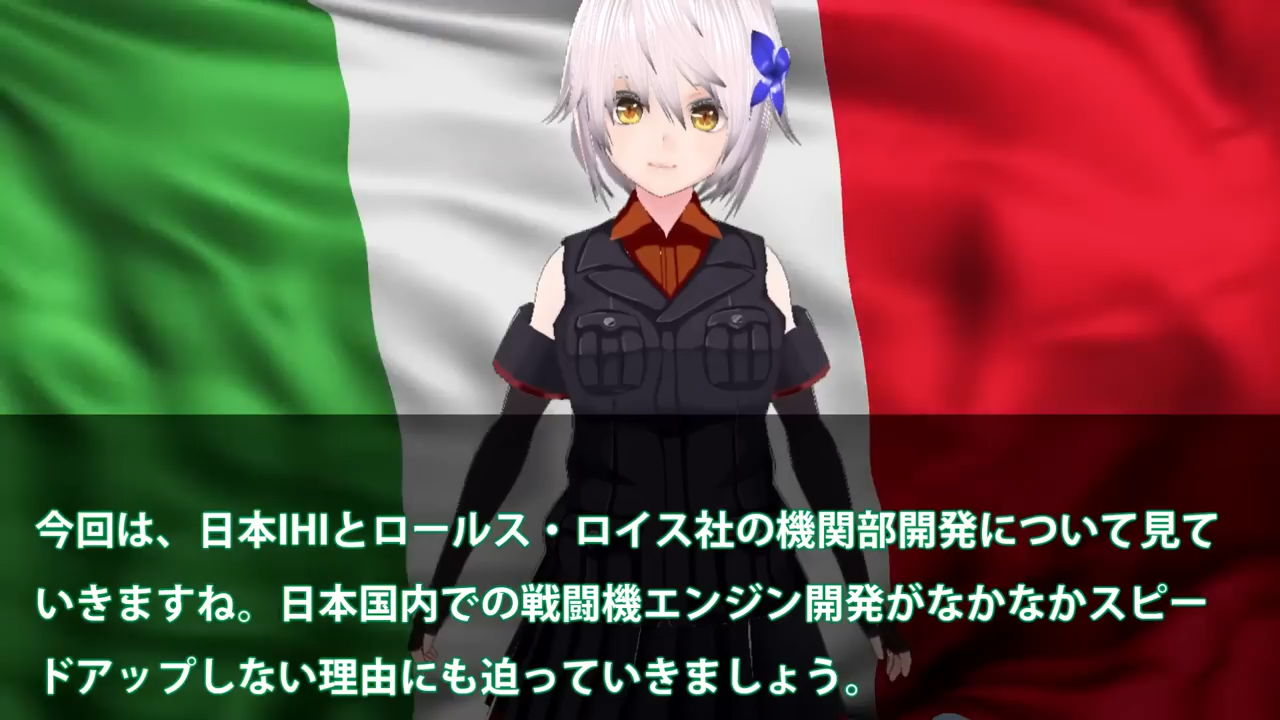 今回は、日本IHIとロールス・ロイス社の機関部開発について見て
いきますね。日本国内での戦闘機エンジン開発がなかなかスピー
ドアップしない理由にも迫っていきましょう。